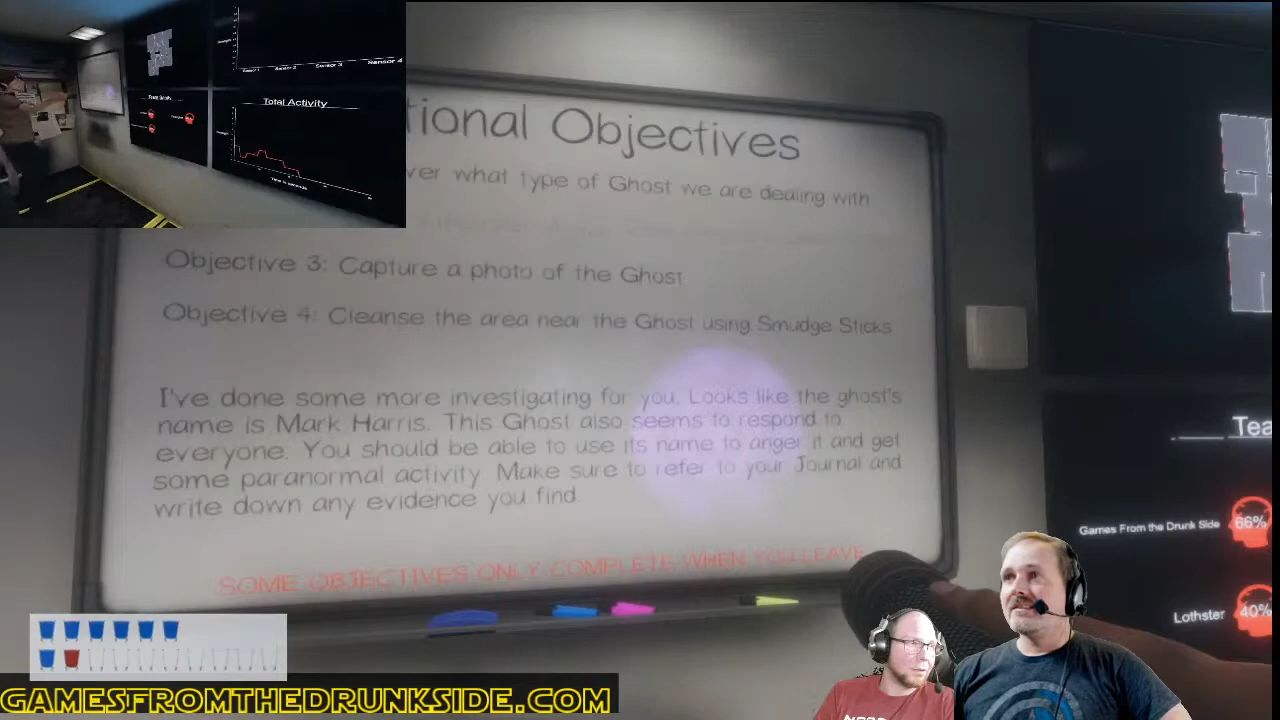 Total Activity
Sensor 4
tional Objectives
ver what type of Ghost we are dealing with
Objective 3: Capture a photo of the Ghost
Objective 4: Cleanse the area near the Ghost using Smudge Sticks
I've done some more investigating for you. Looks like the ghost's
name is Mark Harris. This Ghost also seems to respond to
everyone. You should be able to use its name to anger it and get
some paranormal activity. Make sure to refer to your Journal and
write down any evidence you find
SOME OBJECTIVES ONLY COMPLETE WHEN YOU LEAVE
Tea
Games From the Drunk Side 66%
Lothster 40%
GAMESFROMTHEDRUNKSIDE.COM